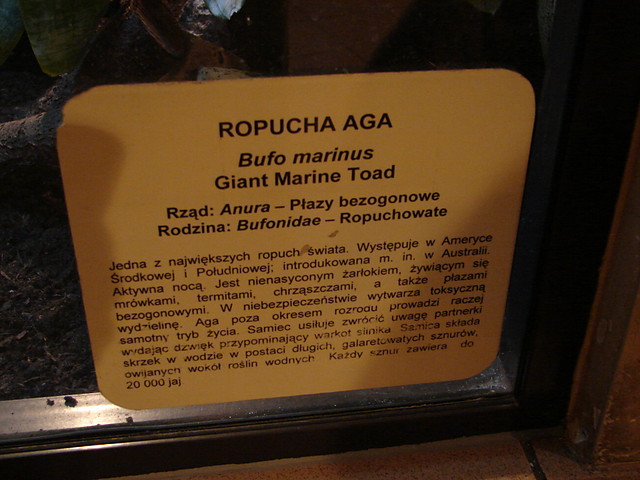 ROPUCHA AGA
Bufo marinus
Giant Marine Toad
Rząd: Anura – Płazy bezogonowe
Rodzina: Bufonidae – Ropuchowate
Jedna z największych ropuch świata. Występuje w Ameryce
Środkowej i Południowej; introdukowana m. in. w Australii.
Aktywna nocą. Jest nienasyconym żarłokiem, żywiącym się
mrówkami, termitami, chrząszczami, a także płazami
bezogonowymi. W niebezpieczeństwie wytwarza toksyczną
wydzielinę. Aga poza okresem rozrodu prowadzi raczej
samotny tryb życia. Samiec usiłuje zwrócić uwagę partnerki
wydając dźwięk przypominający warkot silnika. Samica składa
skrzek w wodzie w postaci długich, galaretowatych sznurów,
owijanych wokół roślin wodnych. Każdy sznur zawiera do
20 000 jaj